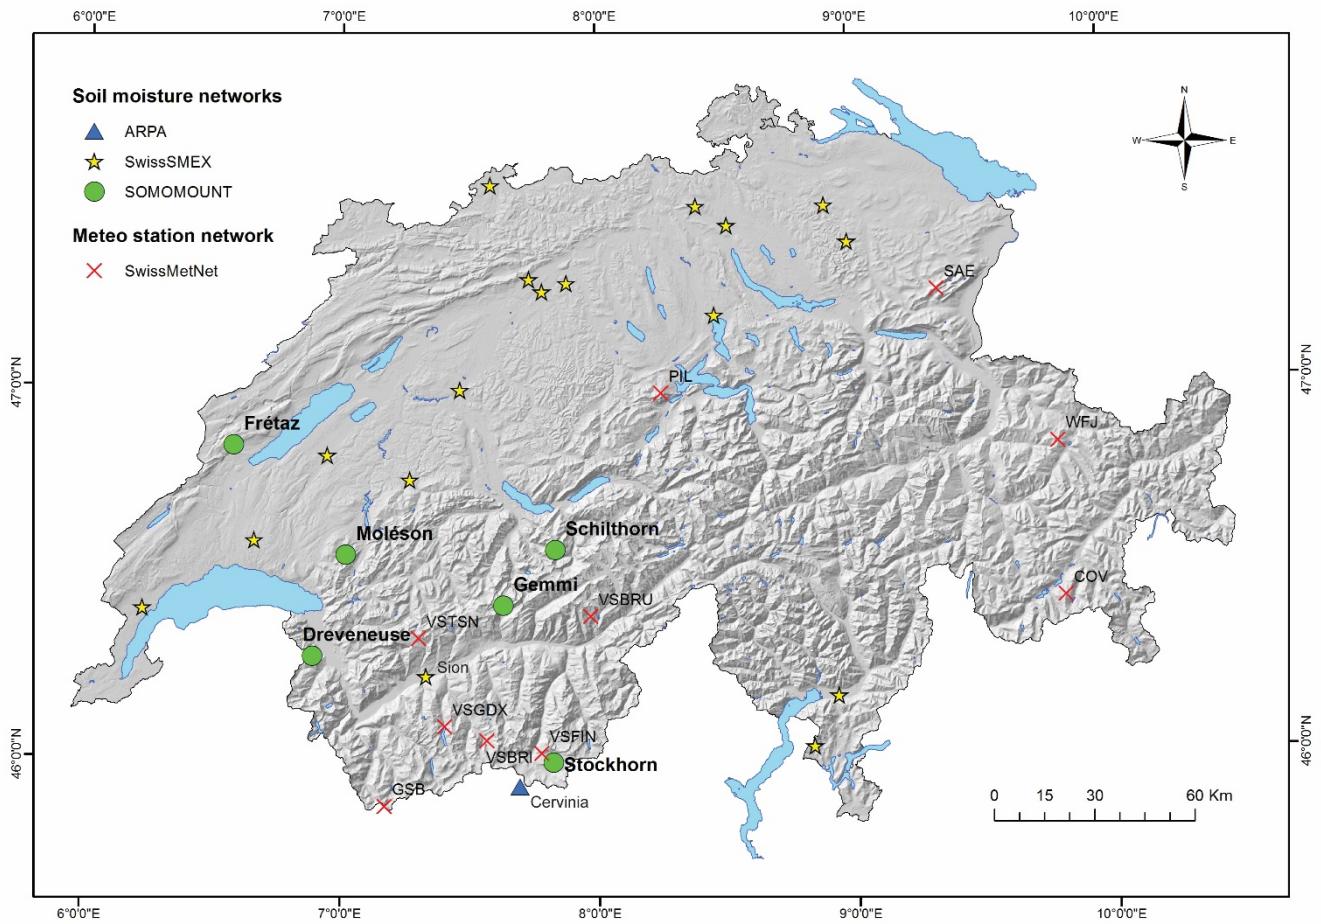 6°0'0"E 7°0'0"E 8°0'0"E 9°0'0"E 10°0'0"E
Soil moisture networks
ARPA
SwissSMEX
SOMOMOUNT
Meteo station network
SwissMetNet
N
W E
S
SAE
47°0'0"N
47°0'0"N
PIL
Frétaz
WFJ
Moléson
Schilthorn
Gemmi
COV
VSBRU
VSTSN
Dreveneuse
Sion
VSGDX
VSFIN
VSBRI
46°0'0"N
46°0'0"N
Stockhorn
GSB
Cervinia
0 15 30 60 Km
6°0'0"E 7°0'0"E 8°0'0"E 9°0'0"E 10°0'0"E